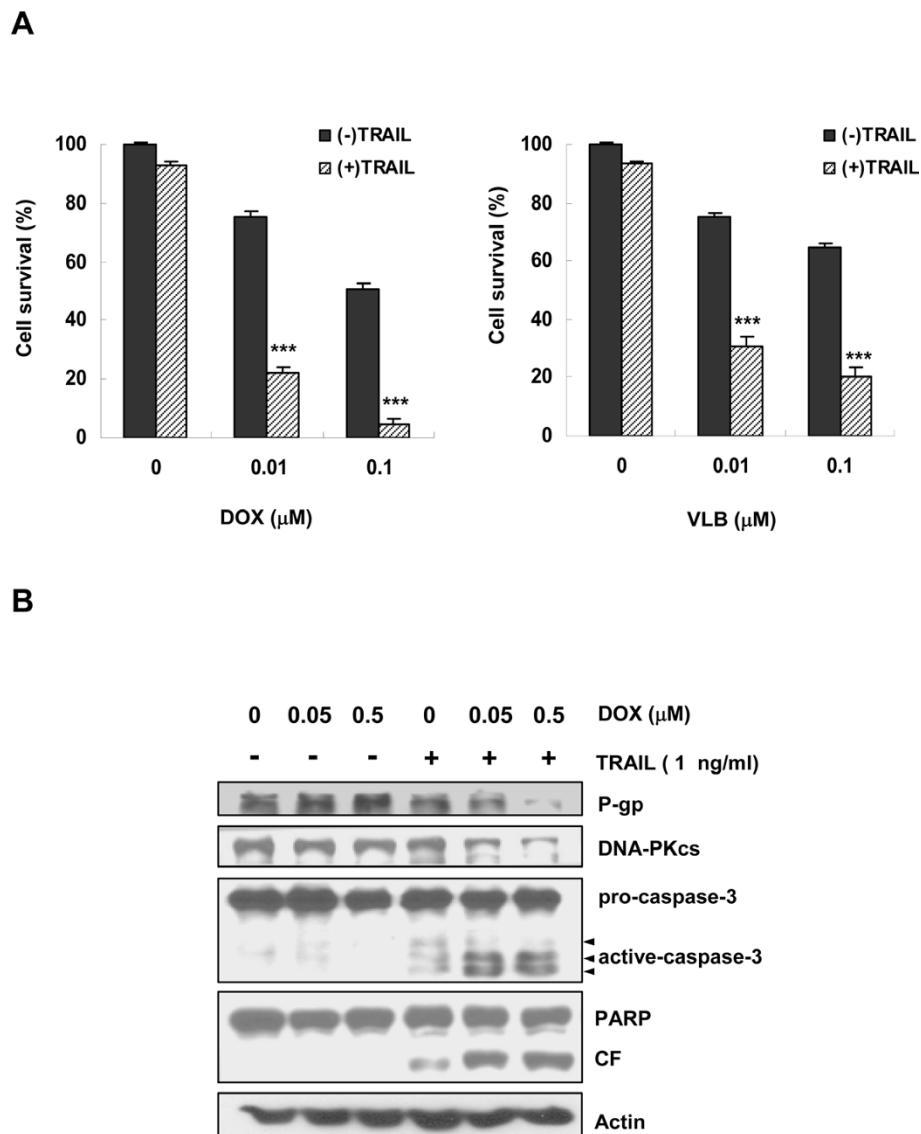 A
(-)TRAIL
(+)TRAIL
100
80
60
40
20
0
Cell survival (%)
***
***
0 0.01 0.1
DOX (μM)
(-)TRAIL
(+)TRAIL
100
80
60
40
20
0
Cell survival (%)
***
***
0 0.01 0.1
VLB (μM)
B
0 0.05 0.5 0 0.05 0.5 DOX (μM)
- - - + + + TRAIL ( 1 ng/ml)
P-gp
DNA-PKcs
pro-caspase-3
active-caspase-3
PARP
CF
Actin